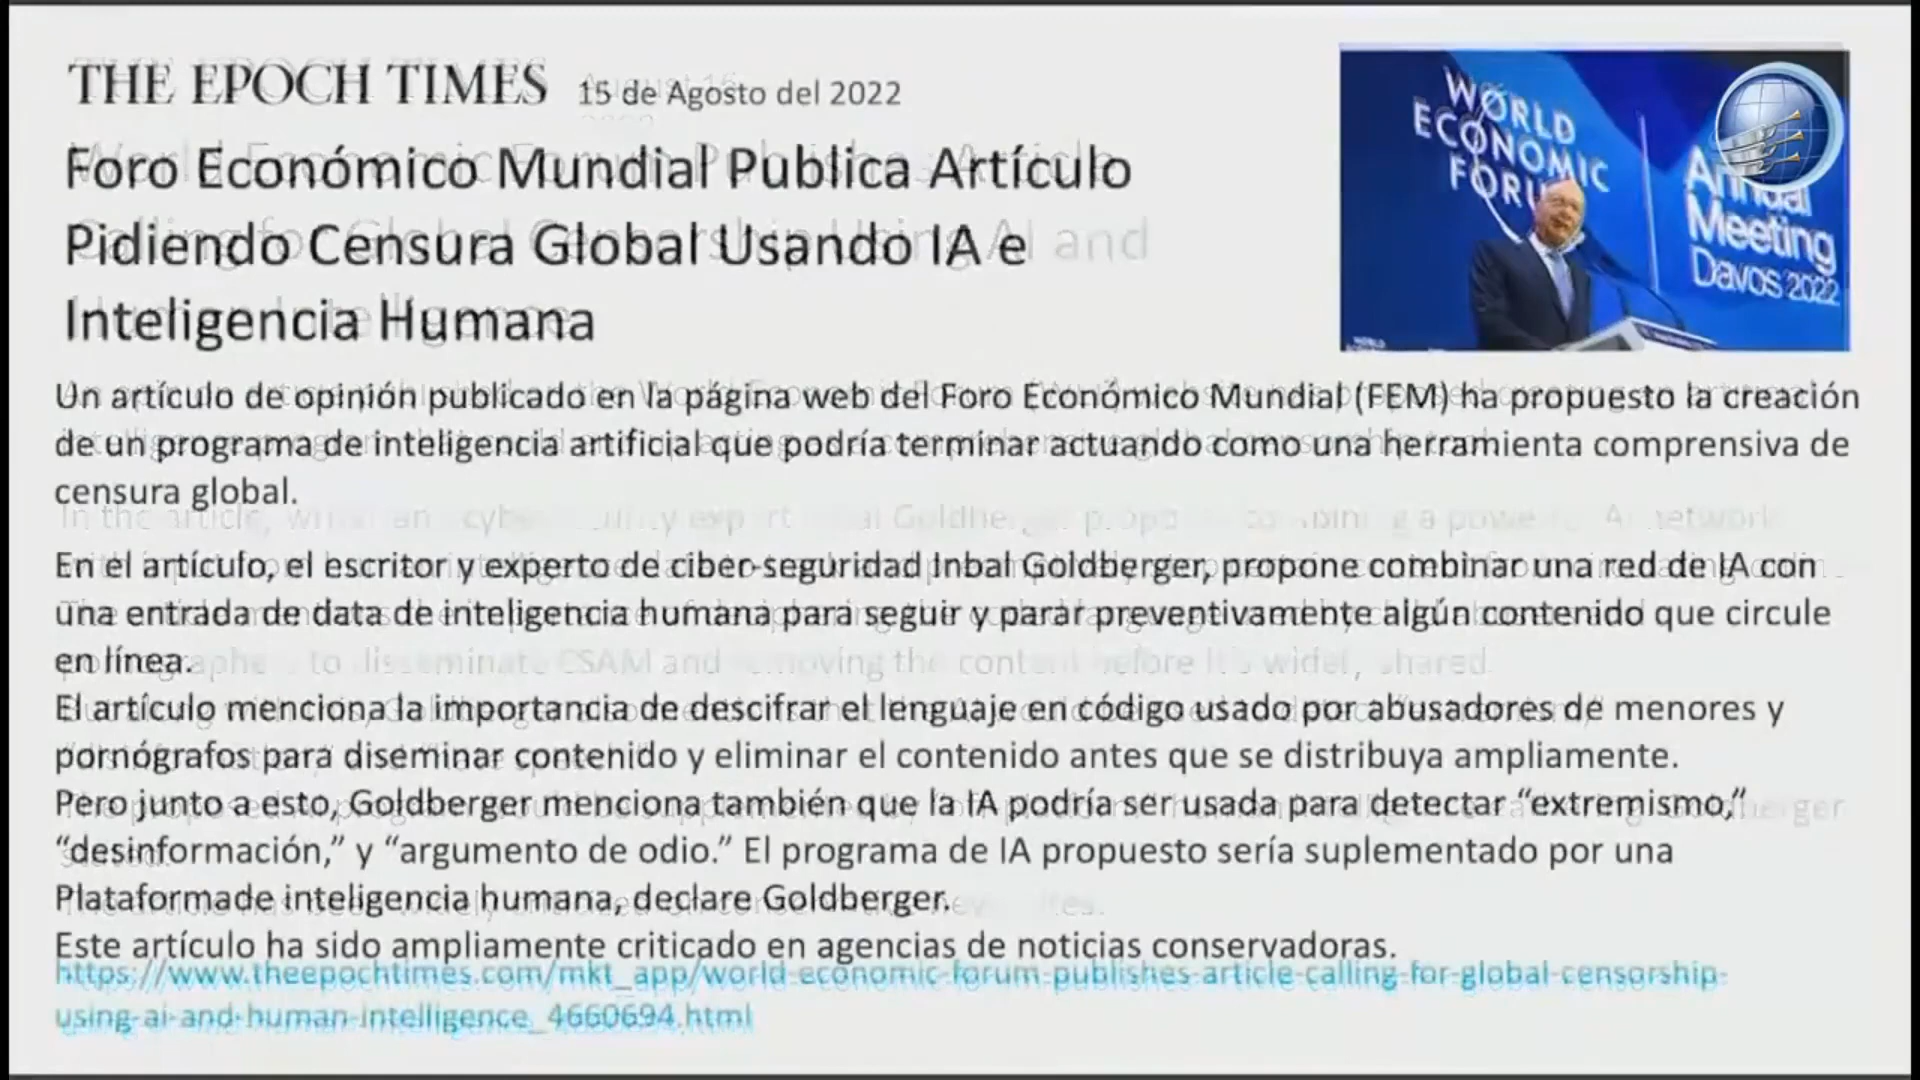 THE EPOCH TIMES 15 de Agosto del 2022
Foro Económico Mundial Publica Artículo
Pidiendo Censura Global Usando IA e
Inteligencia Humana
WORLD
ECONOMIC
FORUM
Annual
Meeting
Davos 2022
Un artículo de opinión publicado en la página web del Foro Económico Mundial (FEM) ha propuesto la creación
de un programa de inteligencia artificial que podría terminar actuando como una herramienta comprensiva de
censura global.
En el artículo, el escritor y experto de ciber-seguridad Inbal Goldberger, propone combinar una red de IA con
una entrada de data de inteligencia humana para seguir y parar preventivamente algún contenido que circule
en línea.
El artículo menciona la importancia de descifrar el lenguaje en código usado por abusadores de menores y
pornógrafos para diseminar contenido y eliminar el contenido antes que se distribuya ampliamente.
Pero junto a esto, Goldberger menciona también que la IA podría ser usada para detectar “extremismo,”
“desinformación,” y “argumento de odio.” El programa de IA propuesto sería suplementado por una
Plataformade inteligencia humana, declare Goldberger.
Este artículo ha sido ampliamente criticado en agencias de noticias conservadoras.
https://www.theepochtimes.com/mkt_app/world-economic-forum-publishes-article-calling-for-global-censorship-
using-ai-and-human-intelligence_4660694.html